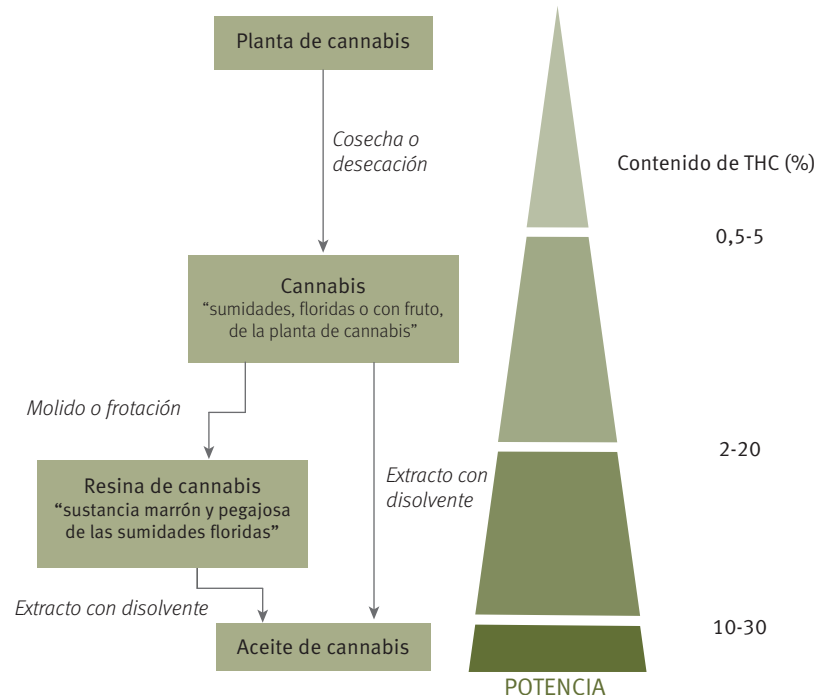 Planta de cannabis
Cosecha o
desecación
Contenido de THC (%)
0,5-5
Cannabis
“sumidades, floridas o con fruto,
de la planta de cannabis”
Molido o frotación
2-20
Resina de cannabis
“sustancia marrón y pegajosa
de las sumidades floridas”
Extracto con
disolvente
Extracto con disolvente
10-30
Aceite de cannabis
POTENCIA